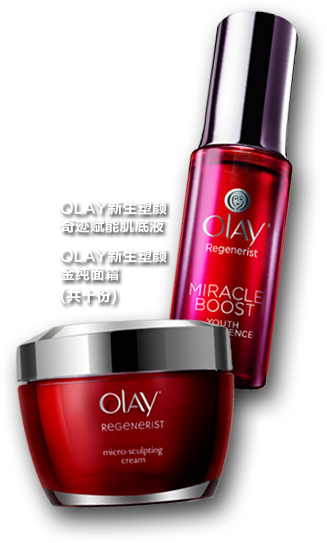 OLAY新生塑颜
奇迹赋能肌底液
OLAY新生塑颜
金纯面霜
(共十份)
OLAY
Regenerist
MIRACLE
BOOST
YOUTH
OLAY
REGENERIST
micro-sculpting
cream